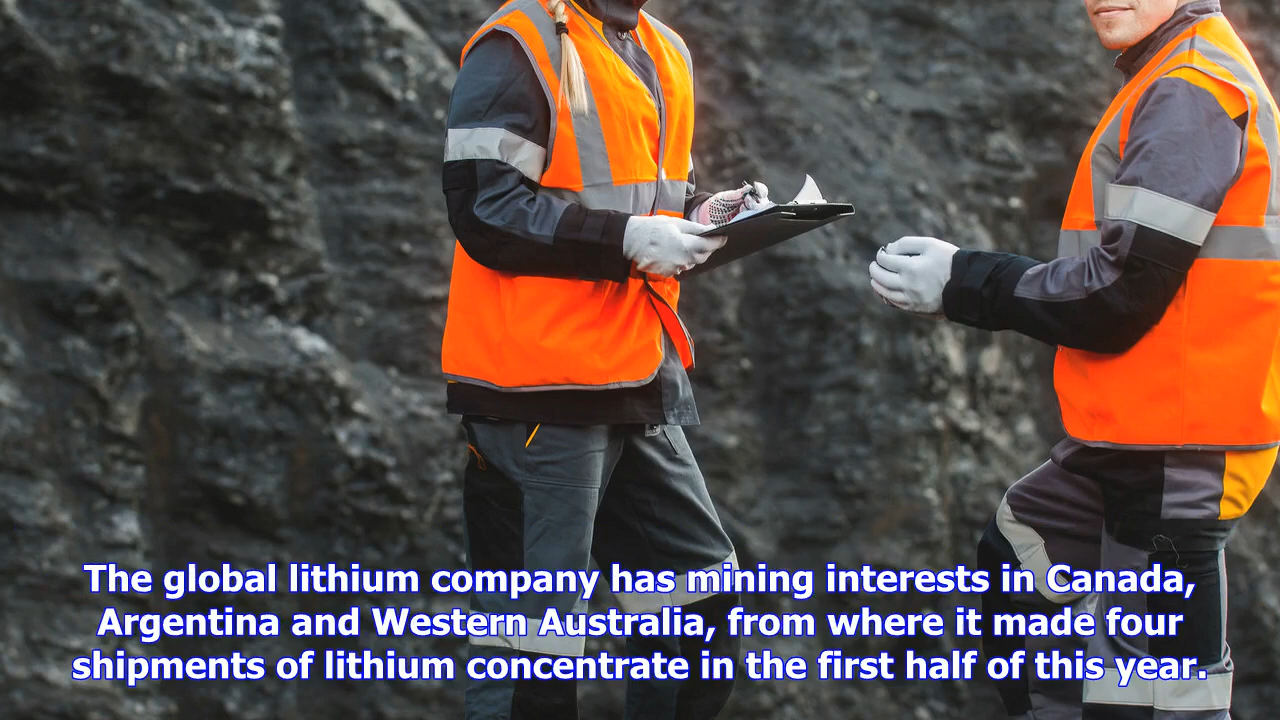 The global lithium company has mining interests in Canada,
Argentina and Western Australia, from where it made four
shipments of lithium concentrate in the first half of this year.